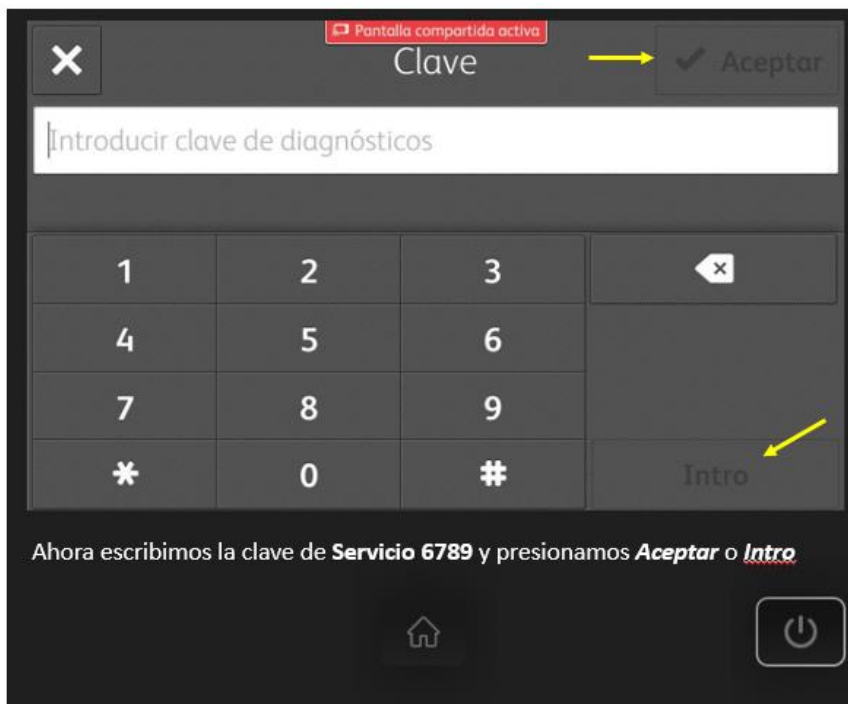 Pantalla compartida activa
Clave
Aceptar
Introducir clave de diagnósticos
1 2 3
4 5 6
7 8 9
* 0 #
Intro
Ahora escribimos la clave de Servicio 6789 y presionamos Aceptar o Intro